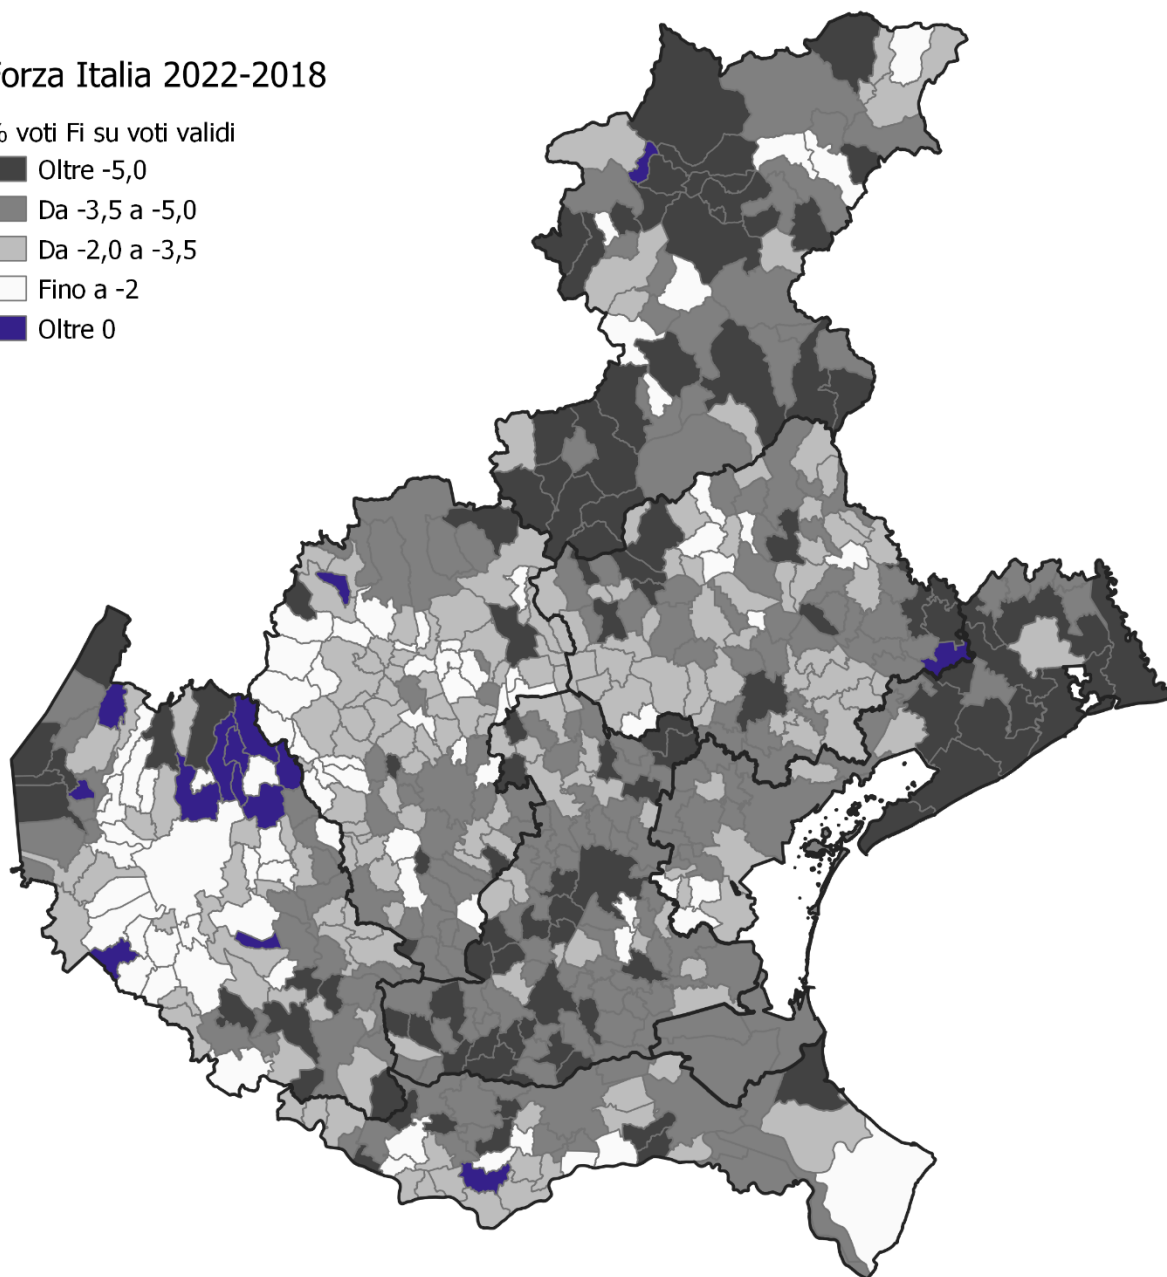 Forza Italia 2022-2018
% voti Fi su voti validi
Oltre -5,0
Da -3,5 a -5,0
Da -2,0 a -3,5
Fino a -2
Oltre 0